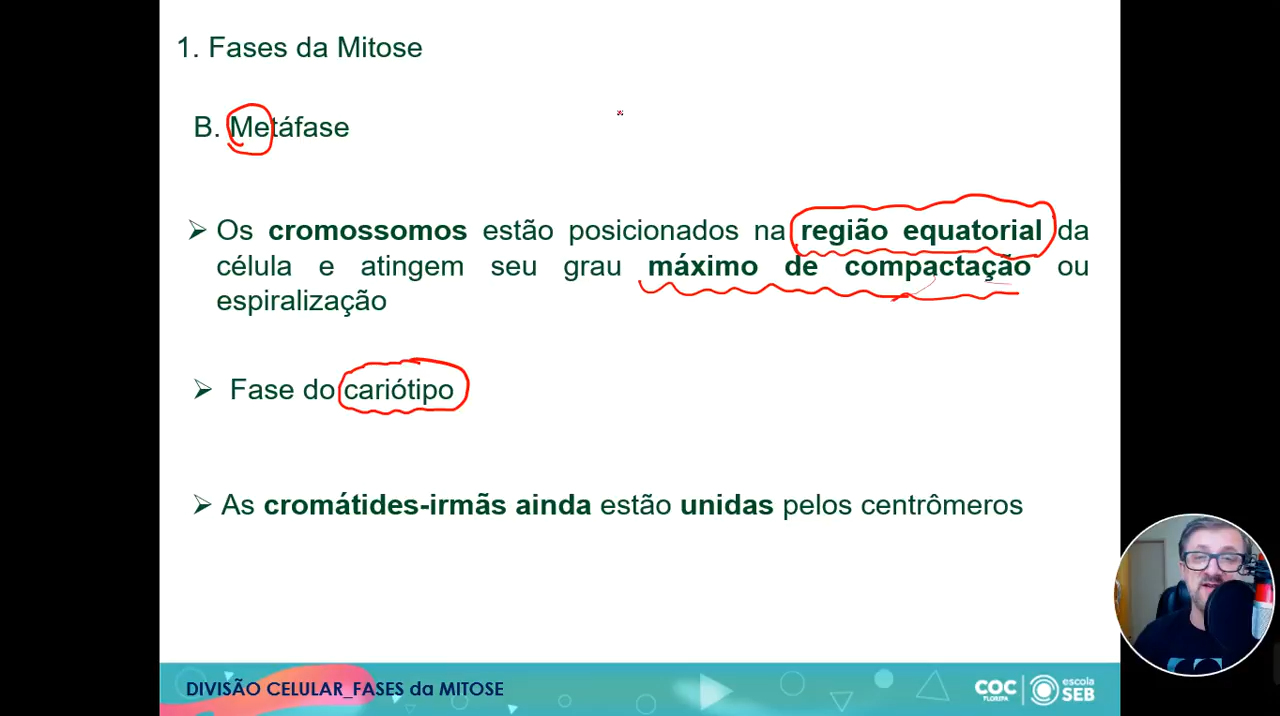 1. Fases da Mitose
B. Metáfase
Os cromossomos estão posicionados na região equatorial da
célula e atingem seu grau máximo de compactação ou
espiralização
Fase do cariótipo
As cromátides-irmãs ainda estão unidas pelos centrômeros
DIVISÃO CELULAR_FASES da MITOSE
COC
FLORIPA
escola
SEB